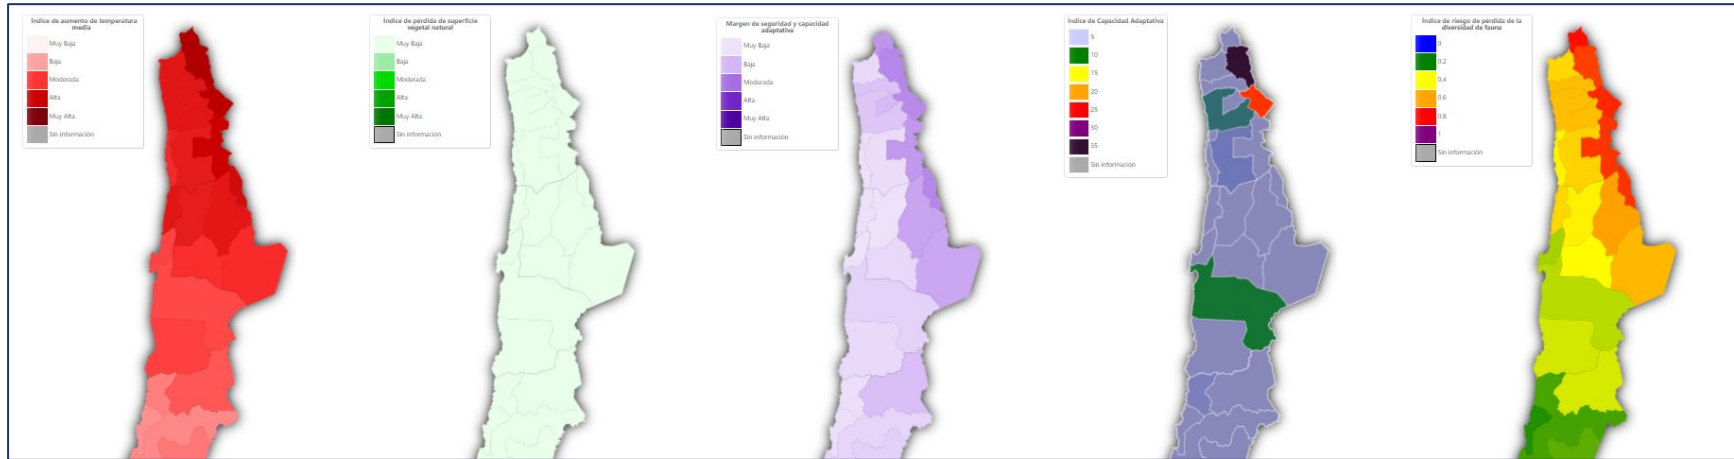 Índice de aumento de temperatura
media
Muy Baja
Baja
Moderada
Alta
Muy Alta
Sin información
Índice de pérdida de superficie
vegetal natural
Muy Baja
Baja
Moderada
Alta
Muy Alta
Sin información
Margen de seguridad y capacidad
adaptativa
Muy Baja
Baja
Moderada
Alta
Muy Alta
Sin información
Índice de Capacidad Adaptativa
5
10
15
20
25
30
35
Sin información
Índice de riesgo de pérdida de la
diversidad de fauna
0
0.2
0.4
0.6
0.8
1
Sin información